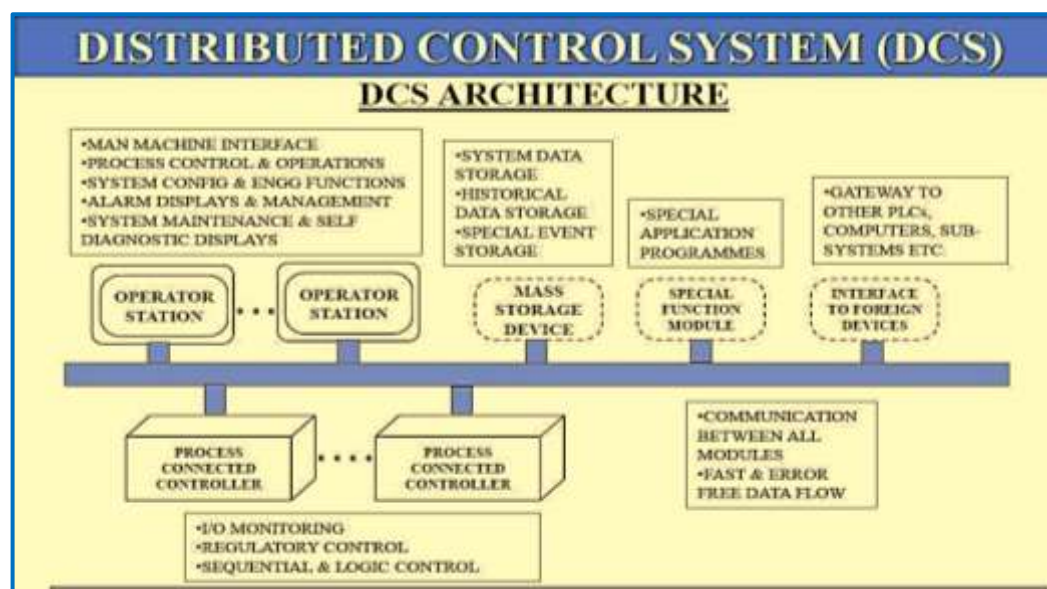 DISTRIBUTED CONTROL SYSTEM (DCS)
DCS ARCHITECTURE
•MAN MACHINE INTERFACE
•PROCESS CONTROL & OPERATIONS
•SYSTEM CONFIG & ENGG FUNCTIONS
•ALARM DISPLAYS & MANAGEMENT
•SYSTEM MAINTENANCE & SELF
DIAGNOSTIC DISPLAYS
•SYSTEM DATA
STORAGE
•HISTORICAL
DATA STORAGE
•SPECIAL EVENT
STORAGE
•SPECIAL
APPLICATION
PROGRAMMES
•GATEWAY TO
OTHER PLCs,
COMPUTERS, SUB-
SYSTEMS ETC.
OPERATOR
STATION
OPERATOR
STATION
MASS
STORAGE
DEVICE
SPECIAL
FUNCTION
MODULE
INTERFACE
TO FOREIGN
DEVICES
PROCESS
CONNECTED
CONTROLLER
PROCESS
CONNECTED
CONTROLLER
•COMMUNICATION
BETWEEN ALL
MODULES
•FAST & ERROR
FREE DATA FLOW
•I/O MONITORING
•REGULATORY CONTROL
•SEQUENTIAL & LOGIC CONTROL